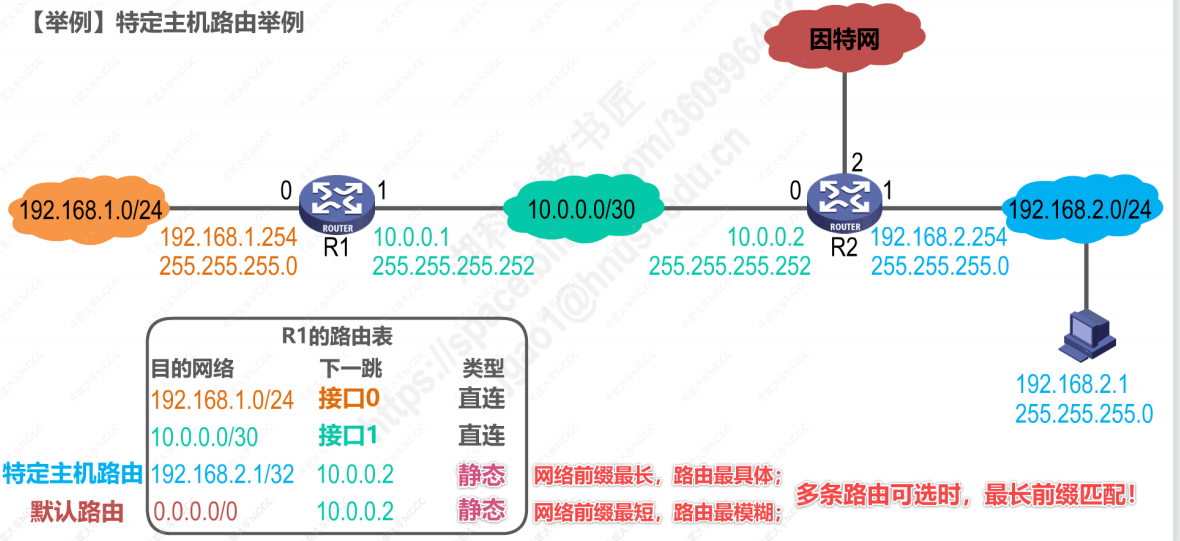 【举例】特定主机路由举例
因特网
2
192.168.1.0/24 0 1 10.0.0.0/30 0 1 192.168.2.0/24
ROUTER ROUTER
192.168.1.254 R1 10.0.0.1 10.0.0.2 R2 192.168.2.254
255.255.255.0 255.255.255.252 255.255.255.252 255.255.255.0
R1的路由表
目的网络 下一跳 类型
192.168.1.0/24 接口0 直连
10.0.0.0/30 接口1 直连
特定主机路由 192.168.2.1/32 10.0.0.2 静态 网络前缀最长，路由最具体；
默认路由 0.0.0.0/0 10.0.0.2 静态 网络前缀最短，路由最模糊；
多条路由可选时，最长前缀匹配！
192.168.2.1
255.255.255.0